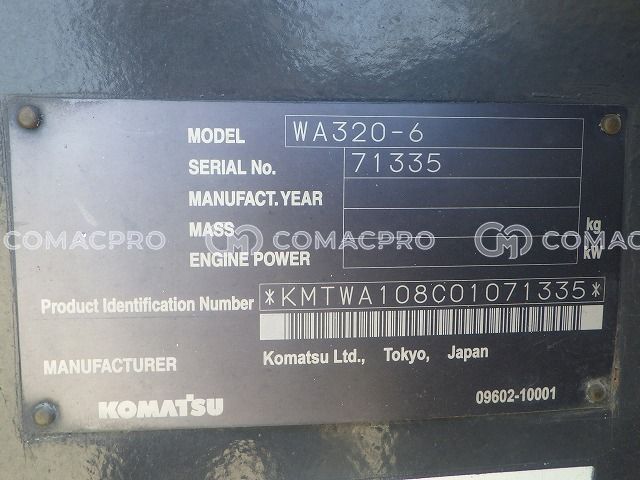 MODEL WA320-6
SERIAL No. 71335
MANUFACT. YEAR
MASS kg
COMACPRO COMACPRO COMACPRO
ENGINE POWER kW
Product Identification Number *KMTWA108C01071335*
MANUFACTURER Komatsu Ltd., Tokyo, Japan
KOMATSU 09602-10001